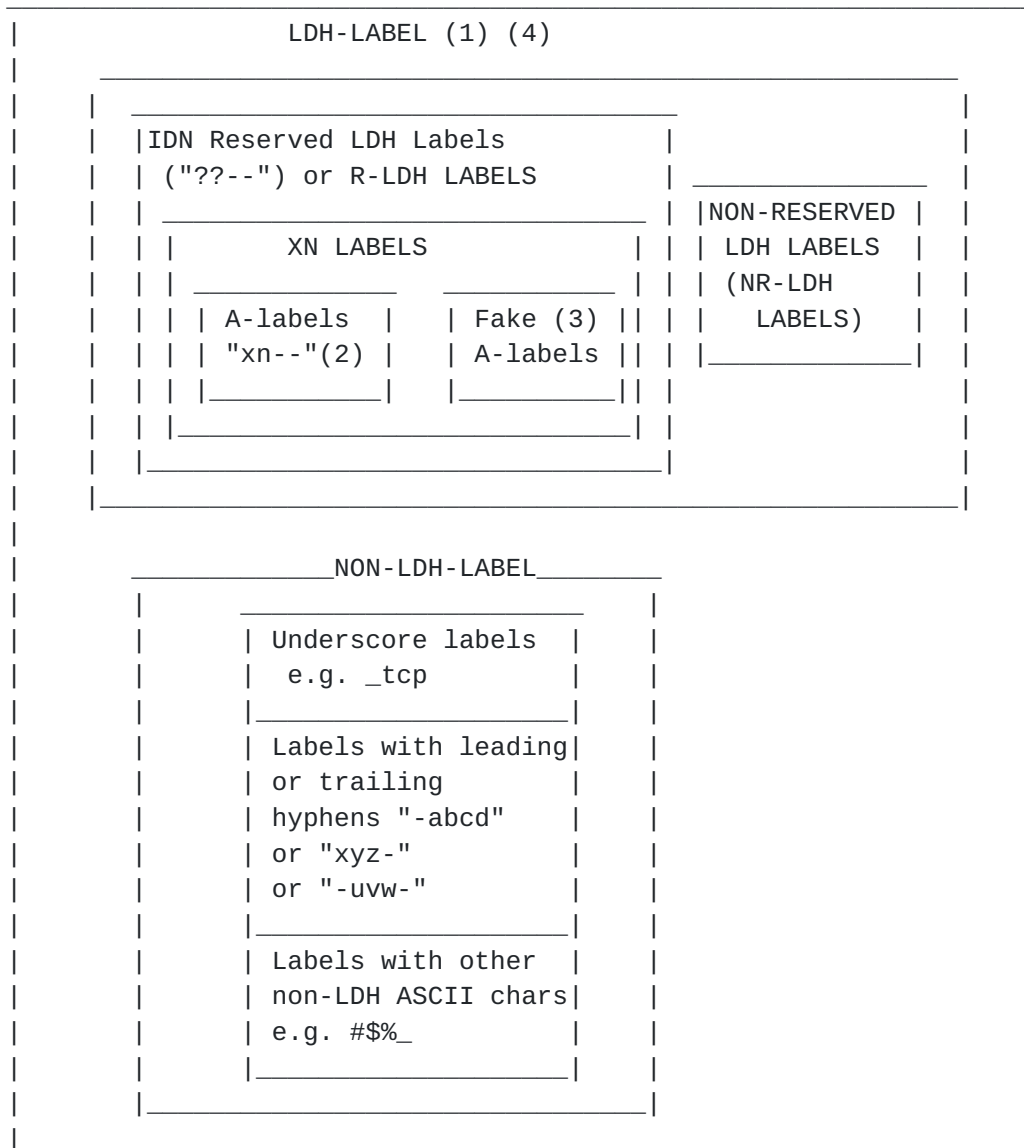 LDH-LABEL (1) (4)
IDN Reserved LDH Labels
("??--") or R-LDH LABELS
NON-RESERVED
XN LABELS
LDH LABELS
(NR-LDH
A-labels
Fake (3)
LABELS)
"xn--"(2)
A-labels
NON-LDH-LABEL
Underscore labels
e.g. _tcp
Labels with leading
or trailing
hyphens "-abcd"
or "xyz-"
or "-uvw-"
Labels with other
non-LDH ASCII chars
e.g. #$%_